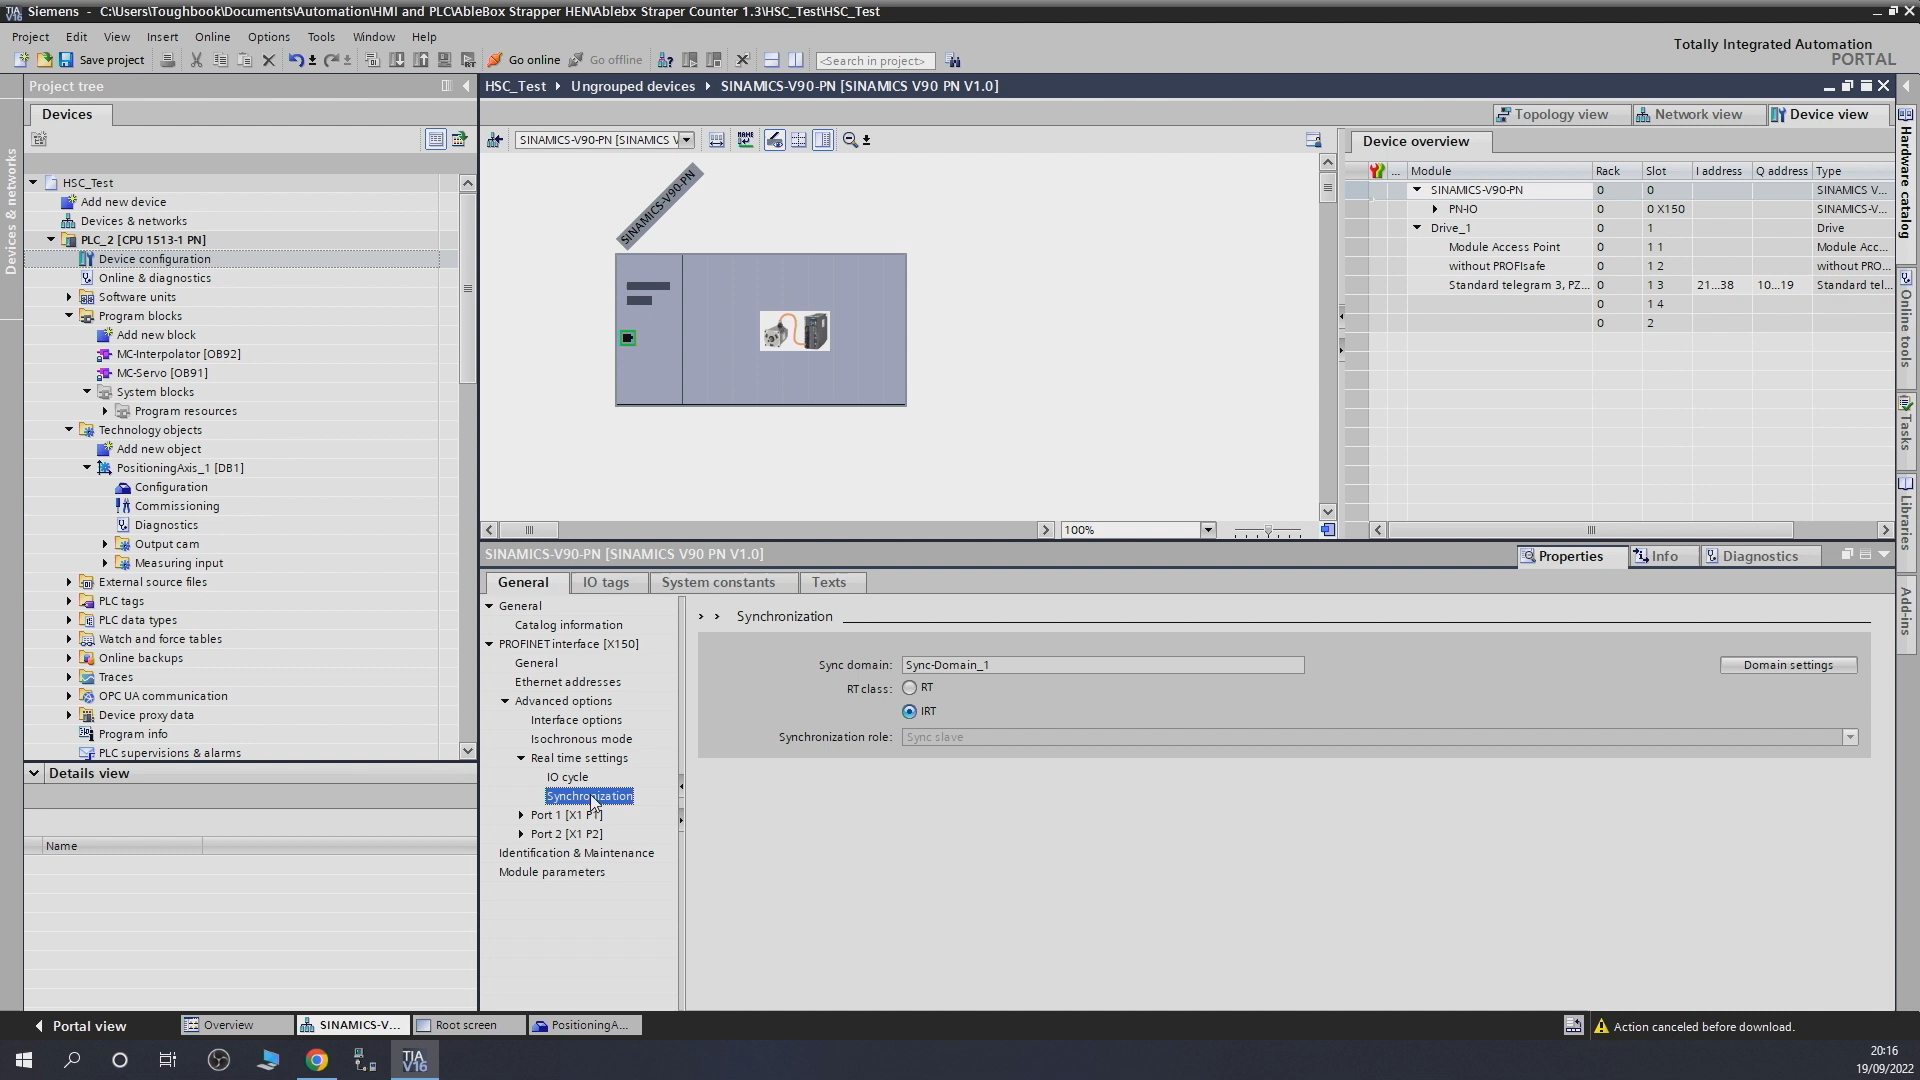 Siemens - C:\Users\Toughbook\Documents\Automation\HMI and PLC\AbleBox Strapper HEN\Ablebx Straper Counter 1.3\HSC_Test\HSC_Test
Project Edit View Insert Online Options Tools Window Help
Totally Integrated Automation
PORTAL
Save project
Go online
Go offline
<Search in project>
Project tree
HSC_Test
Ungrouped devices
SINAMICS-V90-PN [SINAMICS V90 PN V1.0]
Devices
Topology view
Network view
Device view
SINAMICS-V90-PN [SINAMICS V
Device overview
Devices & networks
HSC_Test
Add new device
Devices & networks
PLC_2 [CPU 1513-1 PN]
Device configuration
Online & diagnostics
Software units
Program blocks
Add new block
MC-Interpolator [OB92]
MC-Servo [OB91]
System blocks
Program resources
Technology objects
Add new object
PositioningAxis_1 [DB1]
Configuration
Commissioning
Diagnostics
Output cam
Measuring input
External source files
PLC tags
PLC data types
Watch and force tables
Online backups
Traces
OPC UA communication
Device proxy data
Program info
PLC supervisions & alarms
Details view
Name
SINAMICS-V90-PN
100%
... Module Rack Slot I address Q address Type
SINAMICS-V90-PN 0 0 SINAMICS V...
PN-IO 0 0 X150 SINAMICS-V...
Drive_1 0 1 Drive
Module Access Point 0 1 1 Module Acc...
without PROFIsafe 0 1 2 without PRO...
Standard telegram 3, PZ... 0 1 3 21...38 10...19 Standard tel...
0 1 4
0 2
Hardware catalog
Online tools
Tasks
Libraries
Add-ins
SINAMICS-V90-PN [SINAMICS V90 PN V1.0]
Properties
Info
Diagnostics
General
IO tags
System constants
Texts
General
Catalog information
PROFINET interface [X150]
General
Ethernet addresses
Advanced options
Interface options
Isochronous mode
Real time settings
IO cycle
Synchronization
Port 1 [X1 P1]
Port 2 [X1 P2]
Identification & Maintenance
Module parameters
> > Synchronization
Sync domain: Sync-Domain_1
Domain settings
RT class: RT
IRT
Synchronization role: Sync slave
Portal view
Overview
SINAMICS-V...
Root screen
PositioningA...
Action canceled before download.
TIA
V16
20:16
19/09/2022